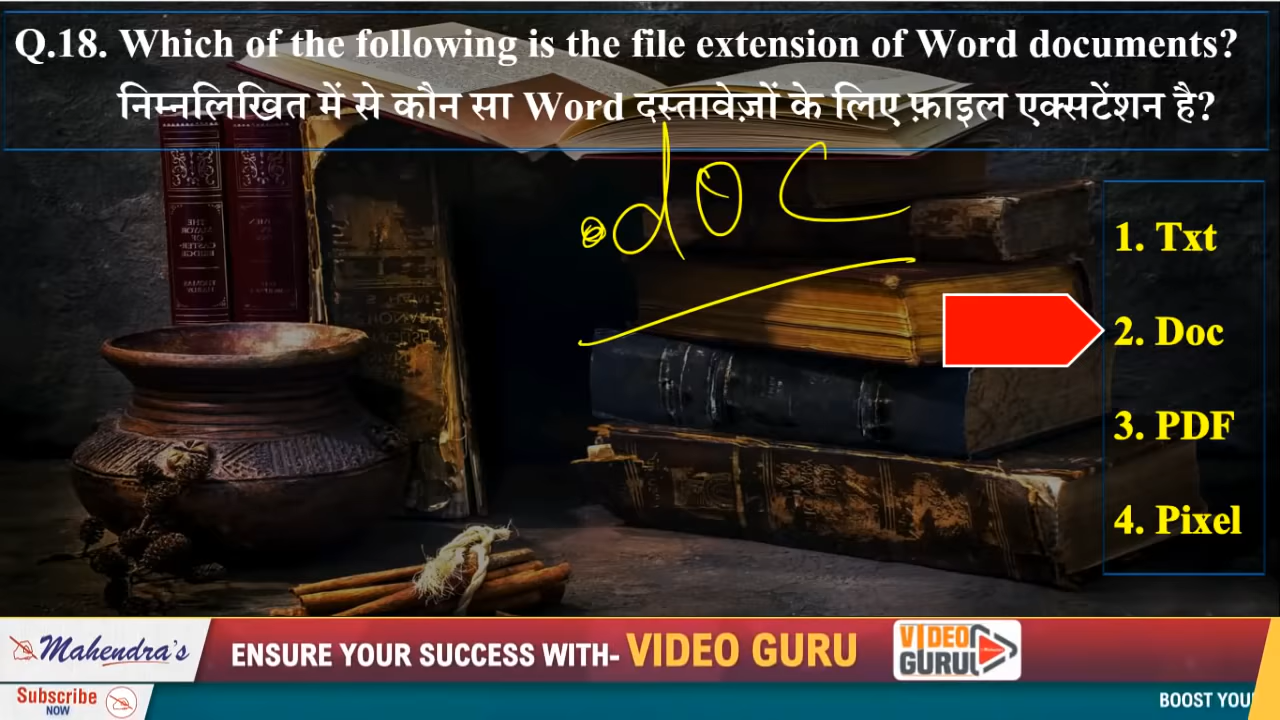 Q.18. Which of the following is the file extension of Word documents?
निम्नलिखित में से कौन सा Word दस्तावेज़ों के लिए फ़ाइल एक्सटेंशन है?
.doc
1. Txt
2. Doc
3. PDF
4. Pixel
Mahendra's
ENSURE YOUR SUCCESS WITH- VIDEO GURU
VIDEO
GURU
Subscribe
NOW
BOOST